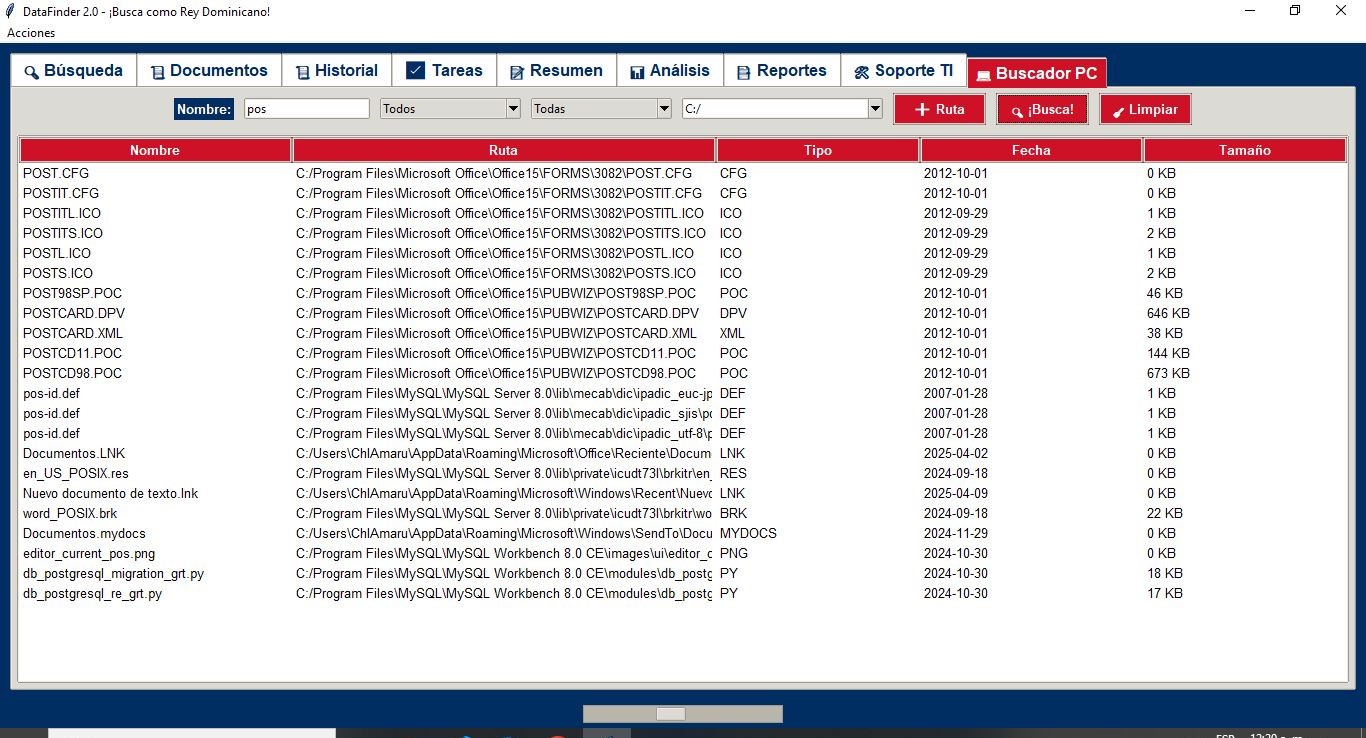 DataFinder 2.0 - ¡Busca como Rey Dominicano!
Acciones
Búsqueda Documentos Historial Tareas Resumen Análisis Reportes Soporte TI Buscador PC
Nombre: pos Todos Todas C:/ + Ruta ¡Busca! Limpiar
Nombre Ruta Tipo Fecha Tamaño
POST.CFG C:/Program Files\Microsoft Office\Office15\FORMS\3082\POST.CFG CFG 2012-10-01 0 KB
POSTIT.CFG C:/Program Files\Microsoft Office\Office15\FORMS\3082\POSTIT.CFG CFG 2012-10-01 0 KB
POSTITL.ICO C:/Program Files\Microsoft Office\Office15\FORMS\3082\POSTITL.ICO ICO 2012-09-29 1 KB
POSTITS.ICO C:/Program Files\Microsoft Office\Office15\FORMS\3082\POSTITS.ICO ICO 2012-09-29 2 KB
POSTL.ICO C:/Program Files\Microsoft Office\Office15\FORMS\3082\POSTL.ICO ICO 2012-09-29 1 KB
POSTS.ICO C:/Program Files\Microsoft Office\Office15\FORMS\3082\POSTS.ICO ICO 2012-09-29 2 KB
POST98SP.POC C:/Program Files\Microsoft Office\Office15\PUBWIZ\POST98SP.POC POC 2012-10-01 46 KB
POSTCARD.DPV C:/Program Files\Microsoft Office\Office15\PUBWIZ\POSTCARD.DPV DPV 2012-10-01 646 KB
POSTCARD.XML C:/Program Files\Microsoft Office\Office15\PUBWIZ\POSTCARD.XML XML 2012-10-01 38 KB
POSTCD11.POC C:/Program Files\Microsoft Office\Office15\PUBWIZ\POSTCD11.POC POC 2012-10-01 144 KB
POSTCD98.POC C:/Program Files\Microsoft Office\Office15\PUBWIZ\POSTCD98.POC POC 2012-10-01 673 KB
pos-id.def C:/Program Files\MySQL\MySQL Server 8.0\lib\mecab\dic\ipadic_euc-jp DEF 2007-01-28 1 KB
pos-id.def C:/Program Files\MySQL\MySQL Server 8.0\lib\mecab\dic\ipadic_sjis\po DEF 2007-01-28 1 KB
pos-id.def C:/Program Files\MySQL\MySQL Server 8.0\lib\mecab\dic\ipadic_utf-8\p DEF 2007-01-28 1 KB
Documentos.LNK C:/Users\ChlAmaru\AppData\Roaming\Microsoft\Office\Reciente\Docum LNK 2025-04-02 0 KB
en_US_POSIX.res C:/Program Files\MySQL\MySQL Server 8.0\lib\private\icudt73l\brkitr\en_ RES 2024-09-18 0 KB
Nuevo documento de texto.lnk C:/Users\ChlAmaru\AppData\Roaming\Microsoft\Windows\Recent\Nuevo LNK 2025-04-09 0 KB
word_POSIX.brk C:/Program Files\MySQL\MySQL Server 8.0\lib\private\icudt73l\brkitr\wo BRK 2024-09-18 22 KB
Documentos.mydocs C:/Users\ChlAmaru\AppData\Roaming\Microsoft\Windows\SendTo\Docu MYDOCS 2024-11-29 0 KB
editor_current_pos.png C:/Program Files\MySQL\MySQL Workbench 8.0 CE\images\ui\editor_c PNG 2024-10-30 0 KB
db_postgresql_migration_grt.py C:/Program Files\MySQL\MySQL Workbench 8.0 CE\modules\db_postg PY 2024-10-30 18 KB
db_postgresql_re_grt.py C:/Program Files\MySQL\MySQL Workbench 8.0 CE\modules\db_postg PY 2024-10-30 17 KB